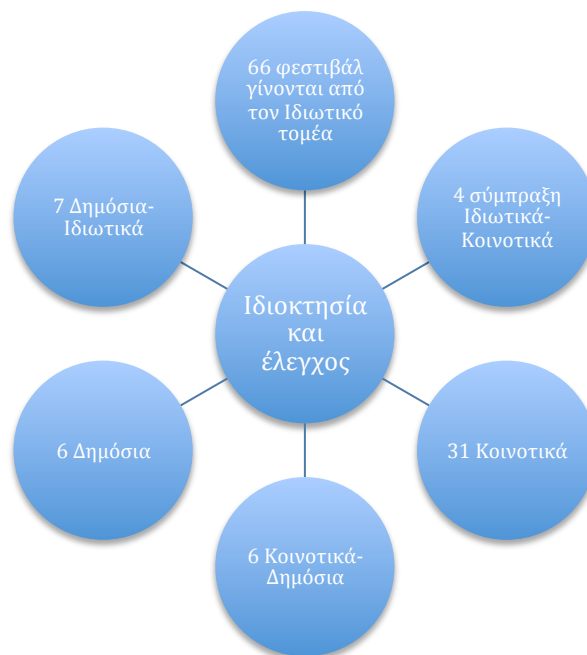 66 φεστιβάλ
γίνονται από
τον Ιδιωτικό
τομέα
7 Δημόσια-
Ιδιωτικά
4 σύμπραξη
Ιδιωτικά-
Κοινοτικά
Ιδιοκτησία
και
έλεγχος
6 Δημόσια
31 Κοινοτικά
6 Κοινοτικά-
Δημόσια